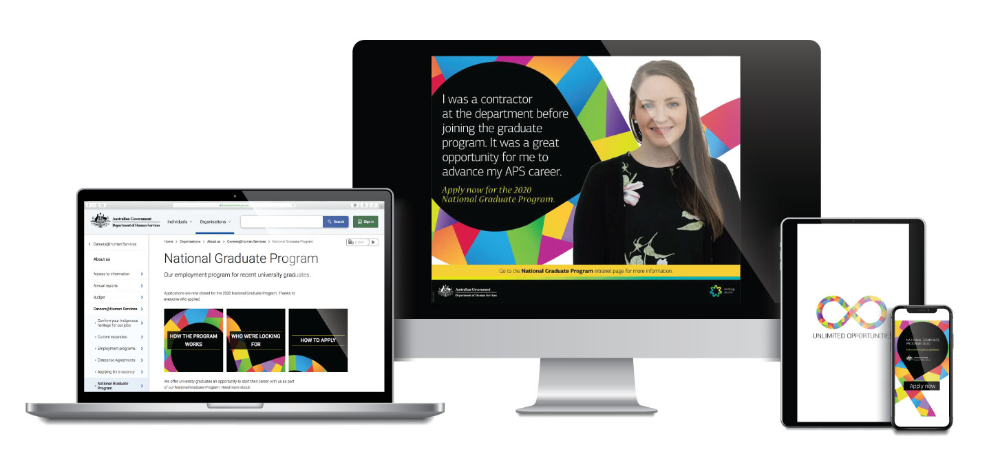 I was a contractor
at the department before
joining the graduate
program. It was a great
opportunity for me to
advance my APS career.
Apply now for the 2020
National Graduate Program.
Go to the National Graduate Program intranet page for more information.
Australian Government
Department of Human Services
working
as one
humanservices.gov.au
Australian Government
Department of Human Services
Individuals
Organisations
Search
Sign in
Careers@Human Services
About us
Access to information
Annual reports
Budget
Careers@Human Services
Confirm your Indigenous
heritage for our jobs
Current vacancies
Employment programs
Enterprise Agreements
Applying for a vacancy
National Graduate
Program
Home > Organisations > About us > Careers@Human Services > National Graduate Program
Listen
National Graduate Program
Our employment program for recent university graduates.
Applications are now closed for the 2020 National Graduate Program. Thanks to
everyone who applied.
HOW THE PROGRAM
WORKS
WHO WE'RE LOOKING
FOR
HOW TO APPLY
We offer university graduates an opportunity to start their career with us as part
of our National Graduate Program. Read more about:
UNLIMITED OPPORTUNITIES
NATIONAL GRADUATE
PROGRAM 2020
Apply now